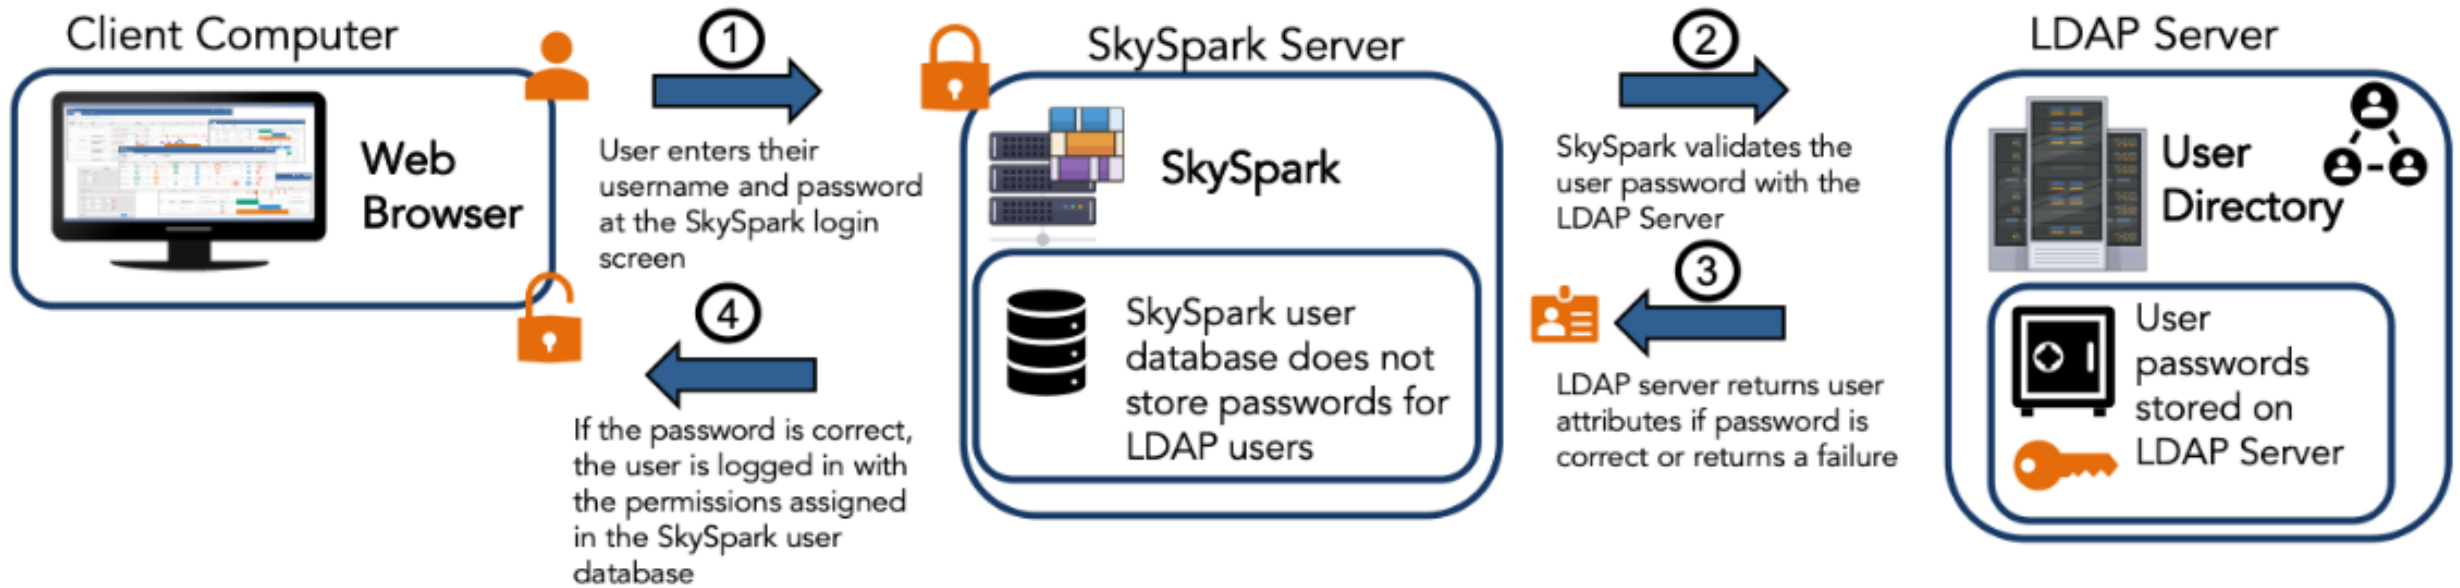 Client Computer
Web
Browser
1
User enters their
username and password
at the SkySpark login
screen
4
If the password is correct,
the user is logged in with
the permissions assigned
in the SkySpark user
database
SkySpark Server
SkySpark
SkySpark user
database does not
store passwords for
LDAP users
2
SkySpark validates the
user password with the
LDAP Server
3
LDAP server returns user
attributes if password is
correct or returns a failure
LDAP Server
User
Directory
User
passwords
stored on
LDAP Server